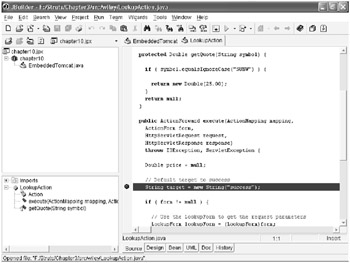 JBuilder - F:/Struts/Chapter10/src/wiley/LookupAction.java
File Edit Search View Project Run Team Wizards Tools Window Help
chapter10.jpx
chapter10
EmbeddedTomcat.java
EmbeddedTomcat LookupAction
protected Double getQuote(String symbol) {
if ( symbol.equalsIgnoreCase("SUNW") ) {
return new Double(25.00);
}
return null;
}
public ActionForward execute(ActionMapping mapping,
ActionForm form,
HttpServletRequest request,
HttpServletResponse response)
throws IOException, ServletException {
Double price = null;
// Default target to success
String target = new String("success");
if ( form != null ) {
// Use the LookupForm to get the request parameters
LookupForm lookupForm = (LookupForm)form;
Imports
LookupAction
Action
execute(ActionMapping mapping, Actio
getQuote(String symbol)
LookupAction.java 1:1 Insert
Source Design Bean UML Doc History
Opened file: "F:/Struts/Chapter10/src/wiley/LookupAction.java"